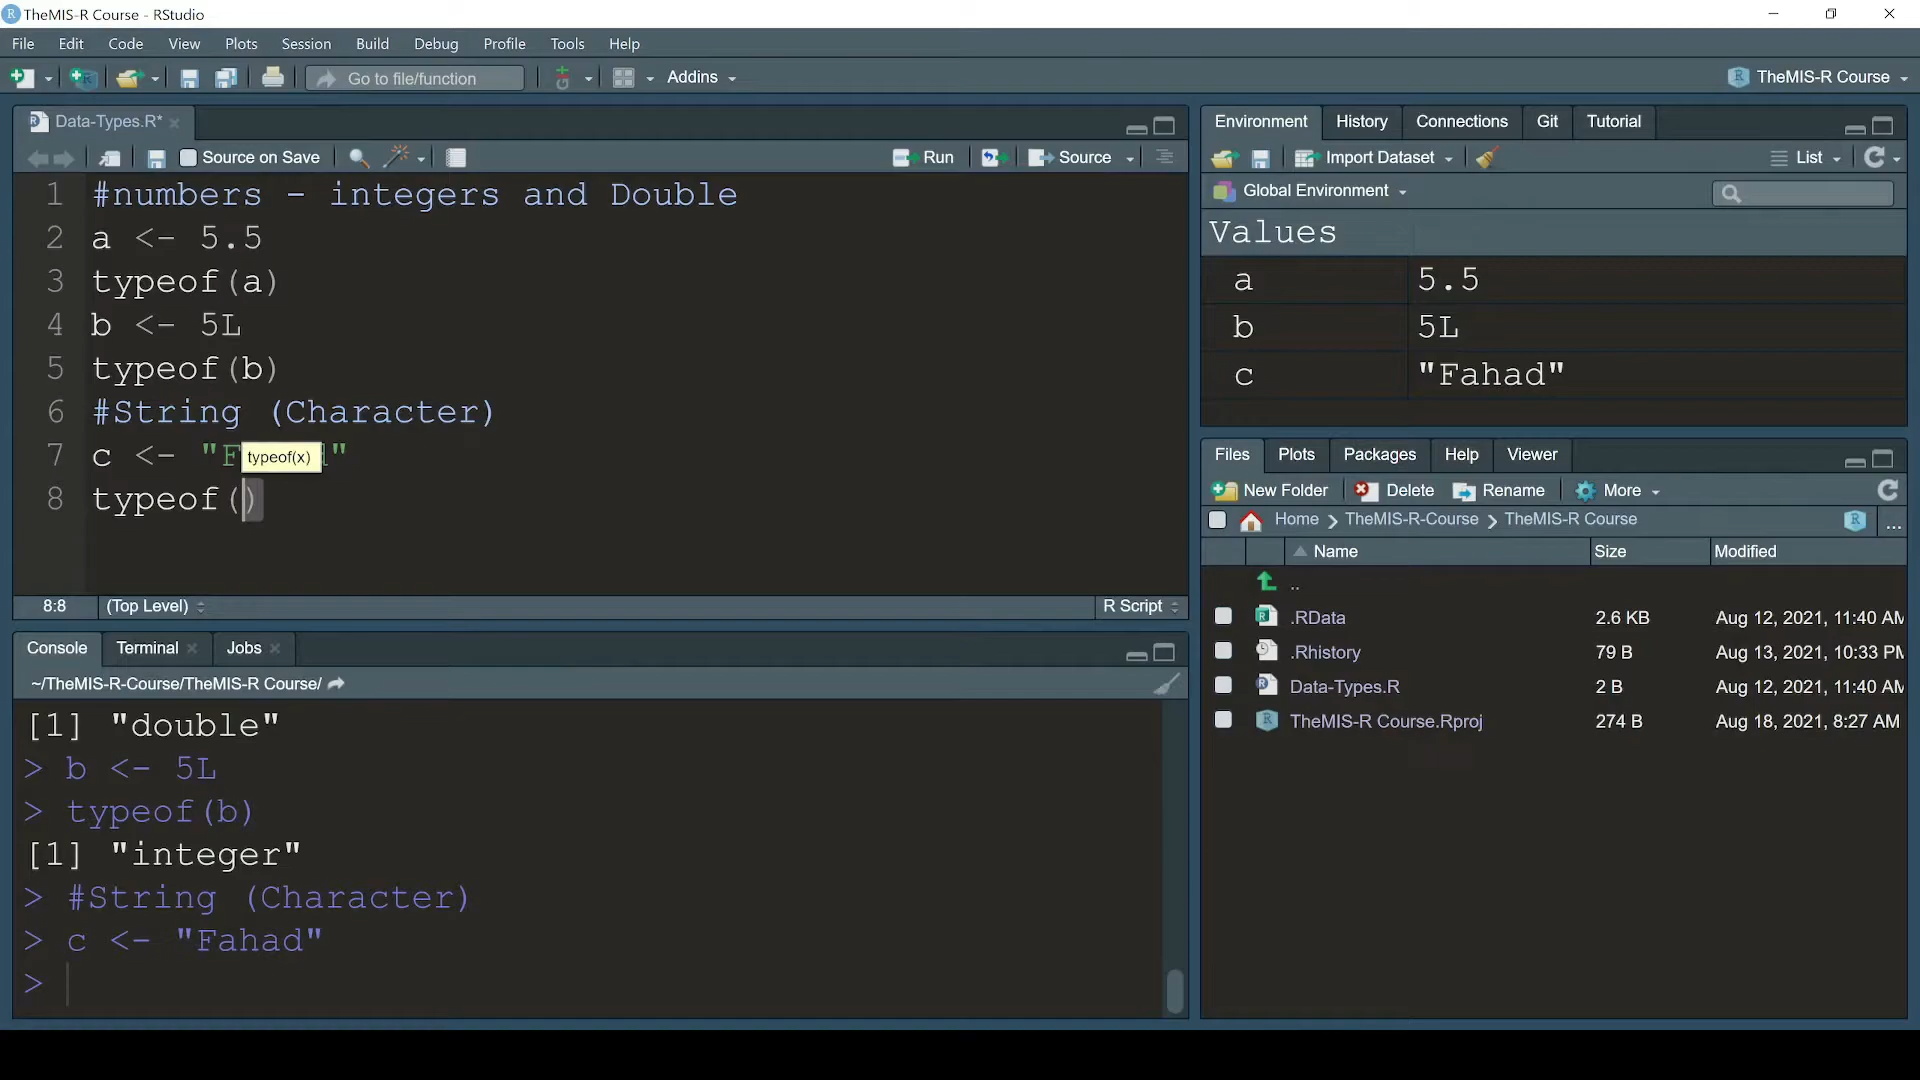 TheMIS-R Course - RStudio
File Edit Code View Plots Session Build Debug Profile Tools Help
Go to file/function Addins TheMIS-R Course
Data-Types.R*
Source on Save Run Source
1 #numbers - integers and Double
2 a <- 5.5
3 typeof(a)
4 b <- 5L
5 typeof(b)
6 #String (Character)
7 c <- "F "
typeof(x)
8 typeof()
8:8 (Top Level) R Script
Console Terminal Jobs
~/TheMIS-R-Course/TheMIS-R Course/
[1] "double"
> b <- 5L
> typeof(b)
[1] "integer"
> #String (Character)
> c <- "Fahad"
>
Environment History Connections Git Tutorial
Import Dataset List
Global Environment
Values
a 5.5
b 5L
c "Fahad"
Files Plots Packages Help Viewer
New Folder Delete Rename More
Home TheMIS-R-Course TheMIS-R Course ...
Name Size Modified
..
.RData 2.6 KB Aug 12, 2021, 11:40 AM
.Rhistory 79 B Aug 13, 2021, 10:33 PM
Data-Types.R 2 B Aug 12, 2021, 11:40 AM
TheMIS-R Course.Rproj 274 B Aug 18, 2021, 8:27 AM